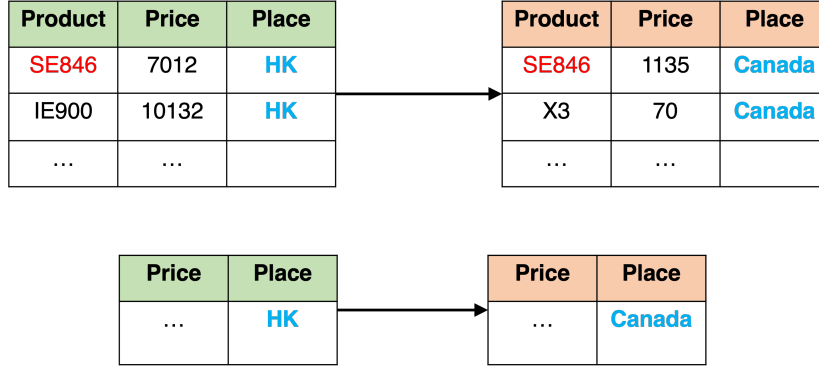 Product Price Place Product Price Place
SE846 7012 HK SE846 1135 Canada
IE900 10132 HK X3 70 Canada
... ... ... ...
Price Place Price Place
... HK ... Canada